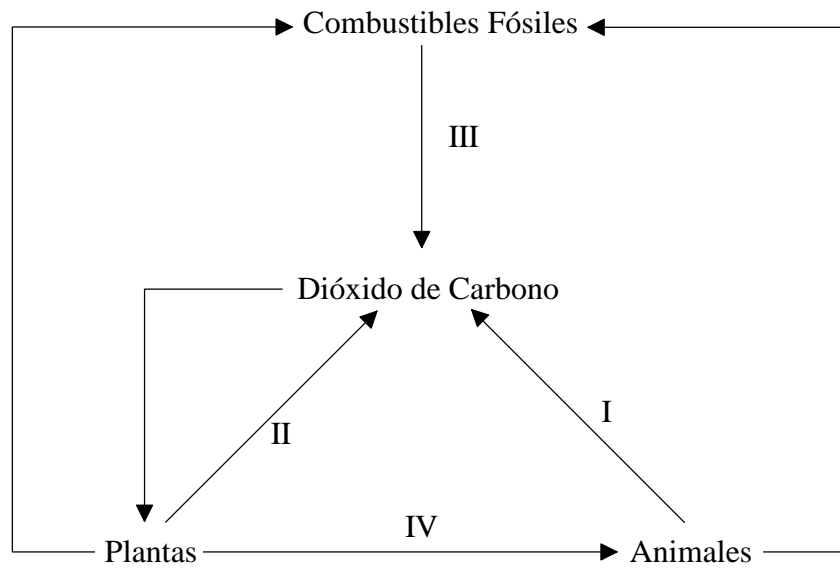 Combustibles Fósiles
III
Dióxido de Carbono
I
II
IV
Plantas
Animales